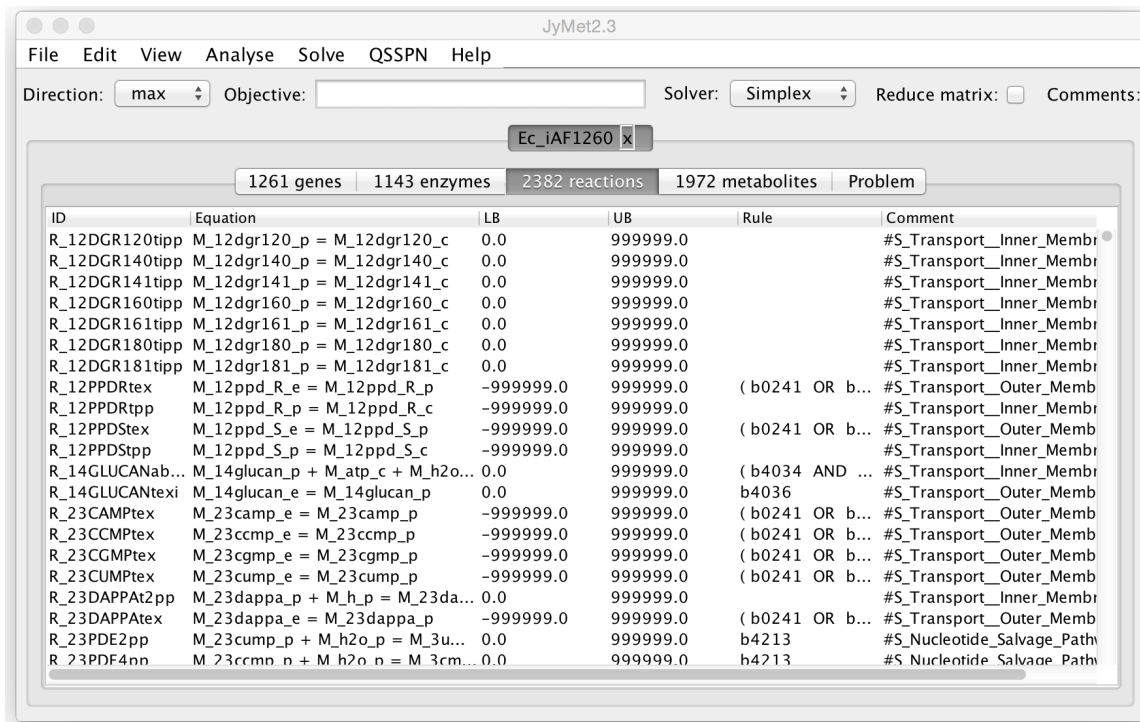 JyMet2.3
File Edit View Analyse Solve QSSPN Help
Direction: max Objective: Solver: Simplex Reduce matrix: Comments:
Ec_iAF1260 x
1261 genes 1143 enzymes 2382 reactions 1972 metabolites Problem
ID Equation LB UB Rule Comment
R_12DGR120tipp M_12dgr120_p = M_12dgr120_c 0.0 999999.0 #S_Transport__Inner_Membr
R_12DGR140tipp M_12dgr140_p = M_12dgr140_c 0.0 999999.0 #S_Transport__Inner_Membr
R_12DGR141tipp M_12dgr141_p = M_12dgr141_c 0.0 999999.0 #S_Transport__Inner_Membr
R_12DGR160tipp M_12dgr160_p = M_12dgr160_c 0.0 999999.0 #S_Transport__Inner_Membr
R_12DGR161tipp M_12dgr161_p = M_12dgr161_c 0.0 999999.0 #S_Transport__Inner_Membr
R_12DGR180tipp M_12dgr180_p = M_12dgr180_c 0.0 999999.0 #S_Transport__Inner_Membr
R_12DGR181tipp M_12dgr181_p = M_12dgr181_c 0.0 999999.0 #S_Transport__Inner_Membr
R_12PPDRtex M_12ppd_R_e = M_12ppd_R_p -999999.0 999999.0 ( b0241 OR b... #S_Transport__Outer_Memb
R_12PPDRtpp M_12ppd_R_p = M_12ppd_R_c -999999.0 999999.0 #S_Transport__Inner_Membr
R_12PPDStex M_12ppd_S_e = M_12ppd_S_p -999999.0 999999.0 ( b0241 OR b... #S_Transport__Outer_Memb
R_12PPDStpp M_12ppd_S_p = M_12ppd_S_c -999999.0 999999.0 #S_Transport__Inner_Membr
R_14GLUCANab... M_14glucan_p + M_atp_c + M_h2o... 0.0 999999.0 ( b4034 AND ... #S_Transport__Inner_Membr
R_14GLUCANtexi M_14glucan_e = M_14glucan_p 0.0 999999.0 b4036 #S_Transport__Outer_Memb
R_23CAMPtex M_23camp_e = M_23camp_p -999999.0 999999.0 ( b0241 OR b... #S_Transport__Outer_Memb
R_23CCMPtex M_23ccmp_e = M_23ccmp_p -999999.0 999999.0 ( b0241 OR b... #S_Transport__Outer_Memb
R_23CGMPtex M_23cgmp_e = M_23cgmp_p -999999.0 999999.0 ( b0241 OR b... #S_Transport__Outer_Memb
R_23CUMPtex M_23cump_e = M_23cump_p -999999.0 999999.0 ( b0241 OR b... #S_Transport__Outer_Memb
R_23DAPPAt2pp M_23dappa_p + M_h_p = M_23da... 0.0 999999.0 #S_Transport__Inner_Membr
R_23DAPPAtex M_23dappa_e = M_23dappa_p -999999.0 999999.0 ( b0241 OR b... #S_Transport__Outer_Memb
R_23PDE2pp M_23cump_p + M_h2o_p = M_3u... 0.0 999999.0 b4213 #S_Nucleotide_Salvage_Pathw
R_23PDE4pp M_23ccmp_p + M_h2o_p = M_3cm... 0.0 999999.0 b4213 #S_Nucleotide_Salvage_Pathw